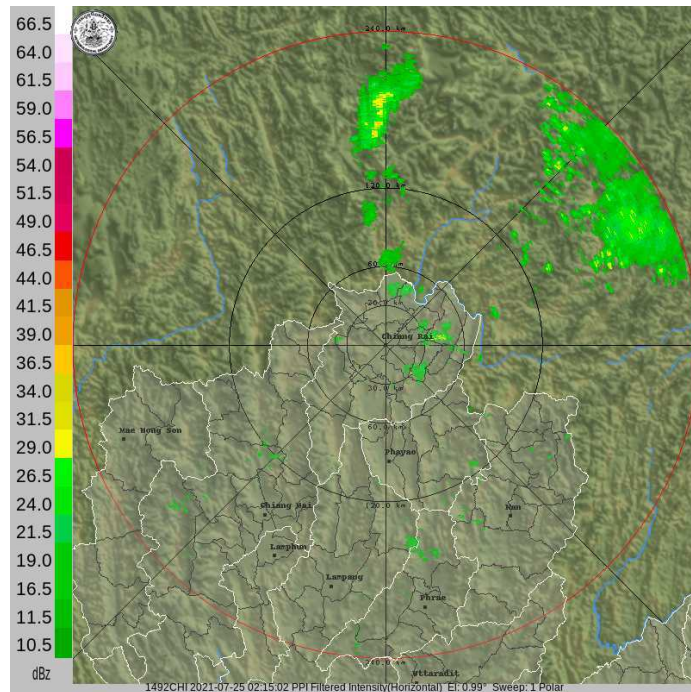 66.5
64.0
61.5
59.0
56.5
54.0
51.5
49.0
46.5
44.0
41.5
39.0
36.5
34.0
31.5
29.0
26.5
24.0
21.5
19.0
16.5
11.5
10.5
dBz
240.0 km
120.0 km
60.0 km
Chiang Rai
30.0 km
60.0 km
Mae Hong Son
Phayao
120.0 km
Chiang Mai
Nan
Lamphun
Lampang
Phrae
240.0 km
Uttaradit
1492CHI 2021-07-25 02:15:02 PPI Filtered Intensity(Horizontal) El: 0.99° Sweep: 1 Polar